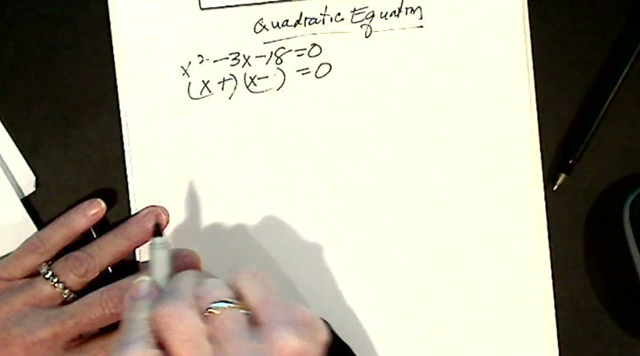 Quadratic Equation
x² - 3x - 18 = 0
(x + ) (x - ) = 0